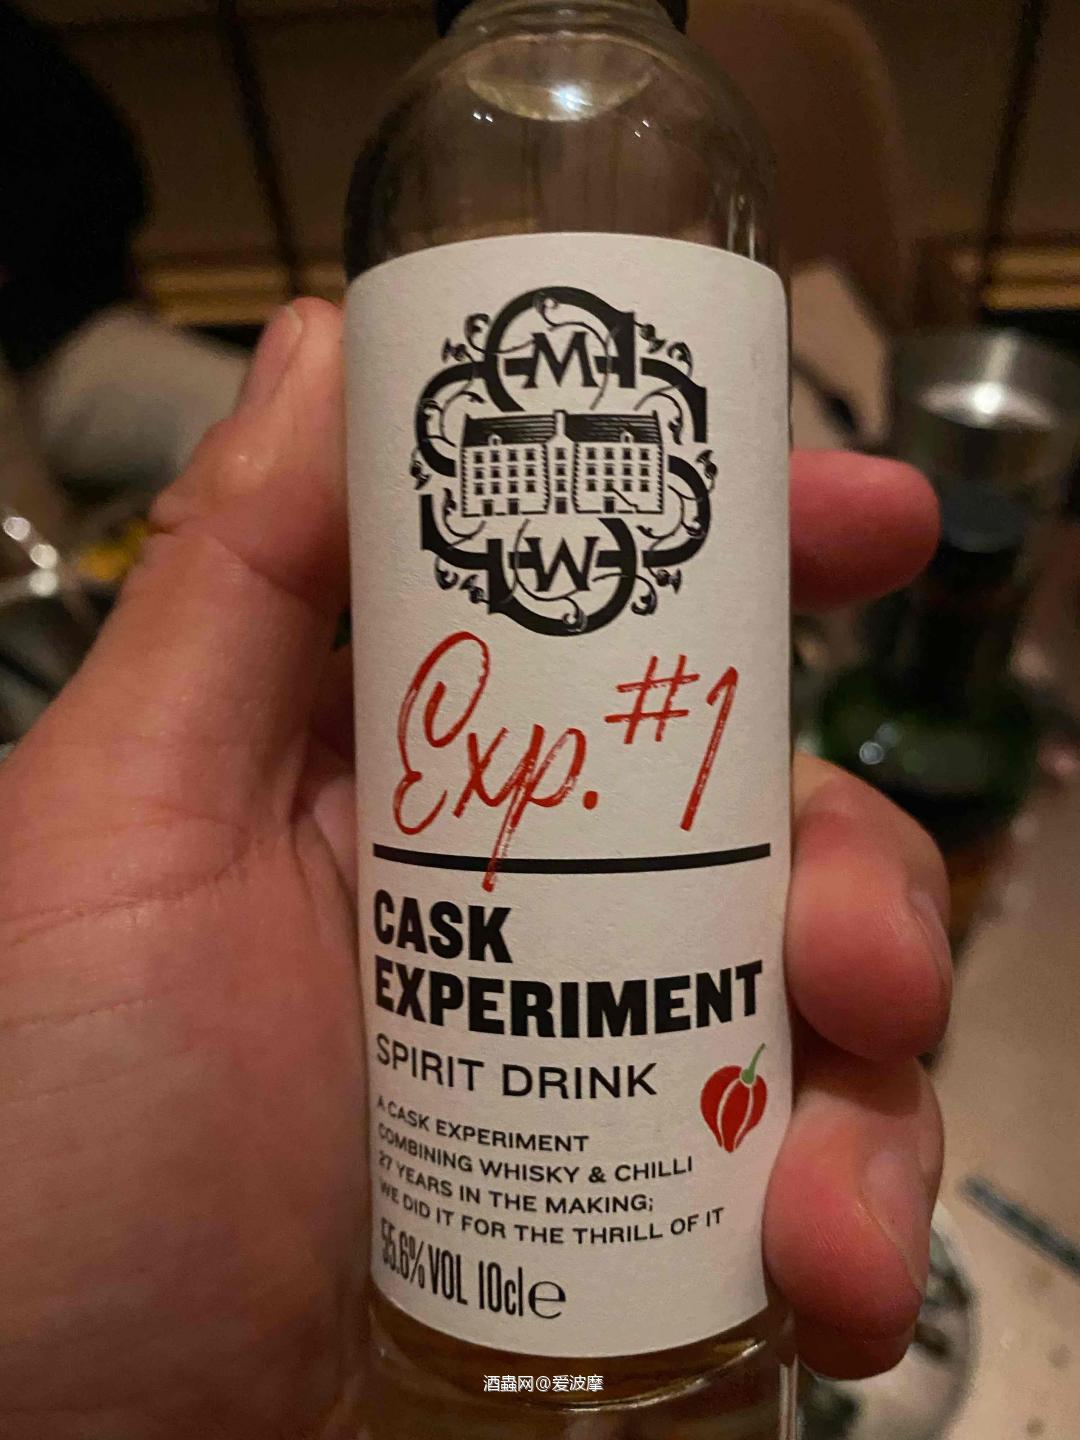 M
W
Exp. #1
CASK
EXPERIMENT
SPIRIT DRINK
A CASK EXPERIMENT
COMBINING WHISKY & CHILLI
27 YEARS IN THE MAKING;
WE DID IT FOR THE THRILL OF IT
55.6% VOL 10cl e
酒蟲网@爱波摩